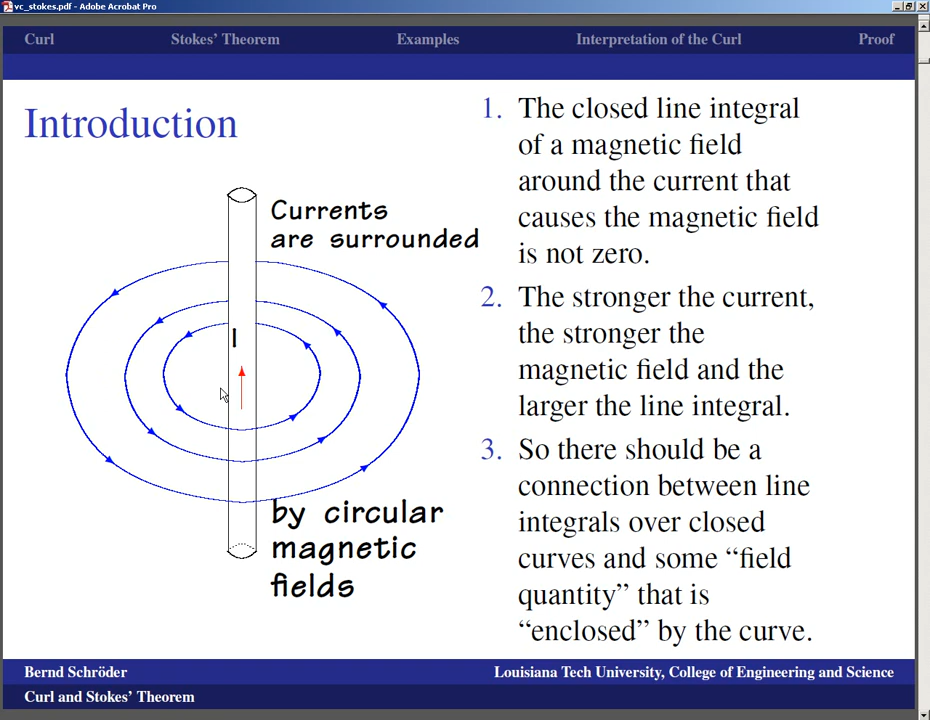 vc_stokes.pdf - Adobe Acrobat Pro
Curl Stokes' Theorem Examples Interpretation of the Curl Proof
Introduction
Currents
are surrounded
I
by circular
magnetic
fields
1. The closed line integral
of a magnetic field
around the current that
causes the magnetic field
is not zero.
2. The stronger the current,
the stronger the
magnetic field and the
larger the line integral.
3. So there should be a
connection between line
integrals over closed
curves and some “field
quantity” that is
“enclosed” by the curve.
Bernd Schröder Louisiana Tech University, College of Engineering and Science
Curl and Stokes' Theorem